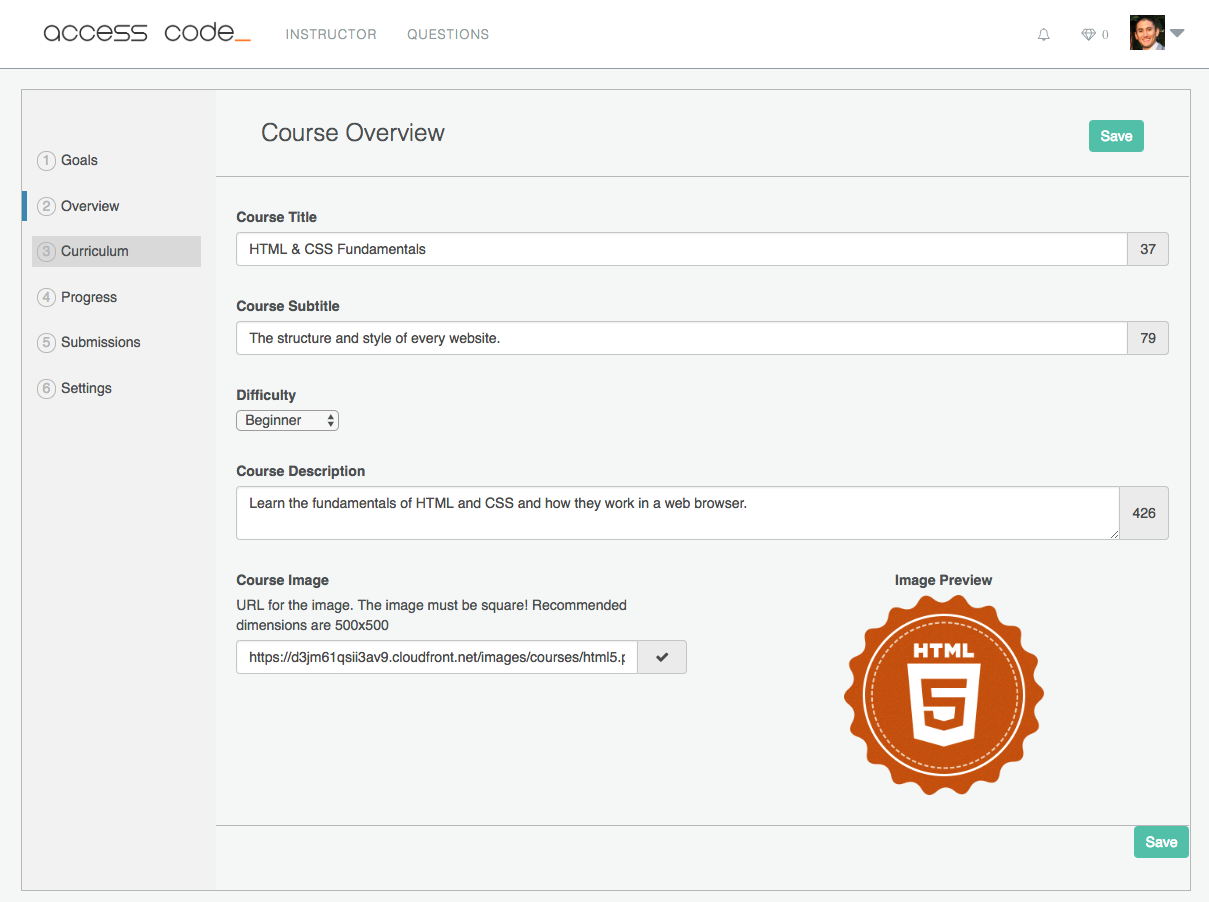 access code_
INSTRUCTOR
QUESTIONS
0
1 Goals
2 Overview
3 Curriculum
4 Progress
5 Submissions
6 Settings
Course Overview
Save
Course Title
HTML & CSS Fundamentals
37
Course Subtitle
The structure and style of every website.
79
Difficulty
Beginner
Course Description
Learn the fundamentals of HTML and CSS and how they work in a web browser.
426
Course Image
URL for the image. The image must be square! Recommended
dimensions are 500x500
https://d3jm61qsii3av9.cloudfront.net/images/courses/html5.p
Image Preview
HTML
5
Save